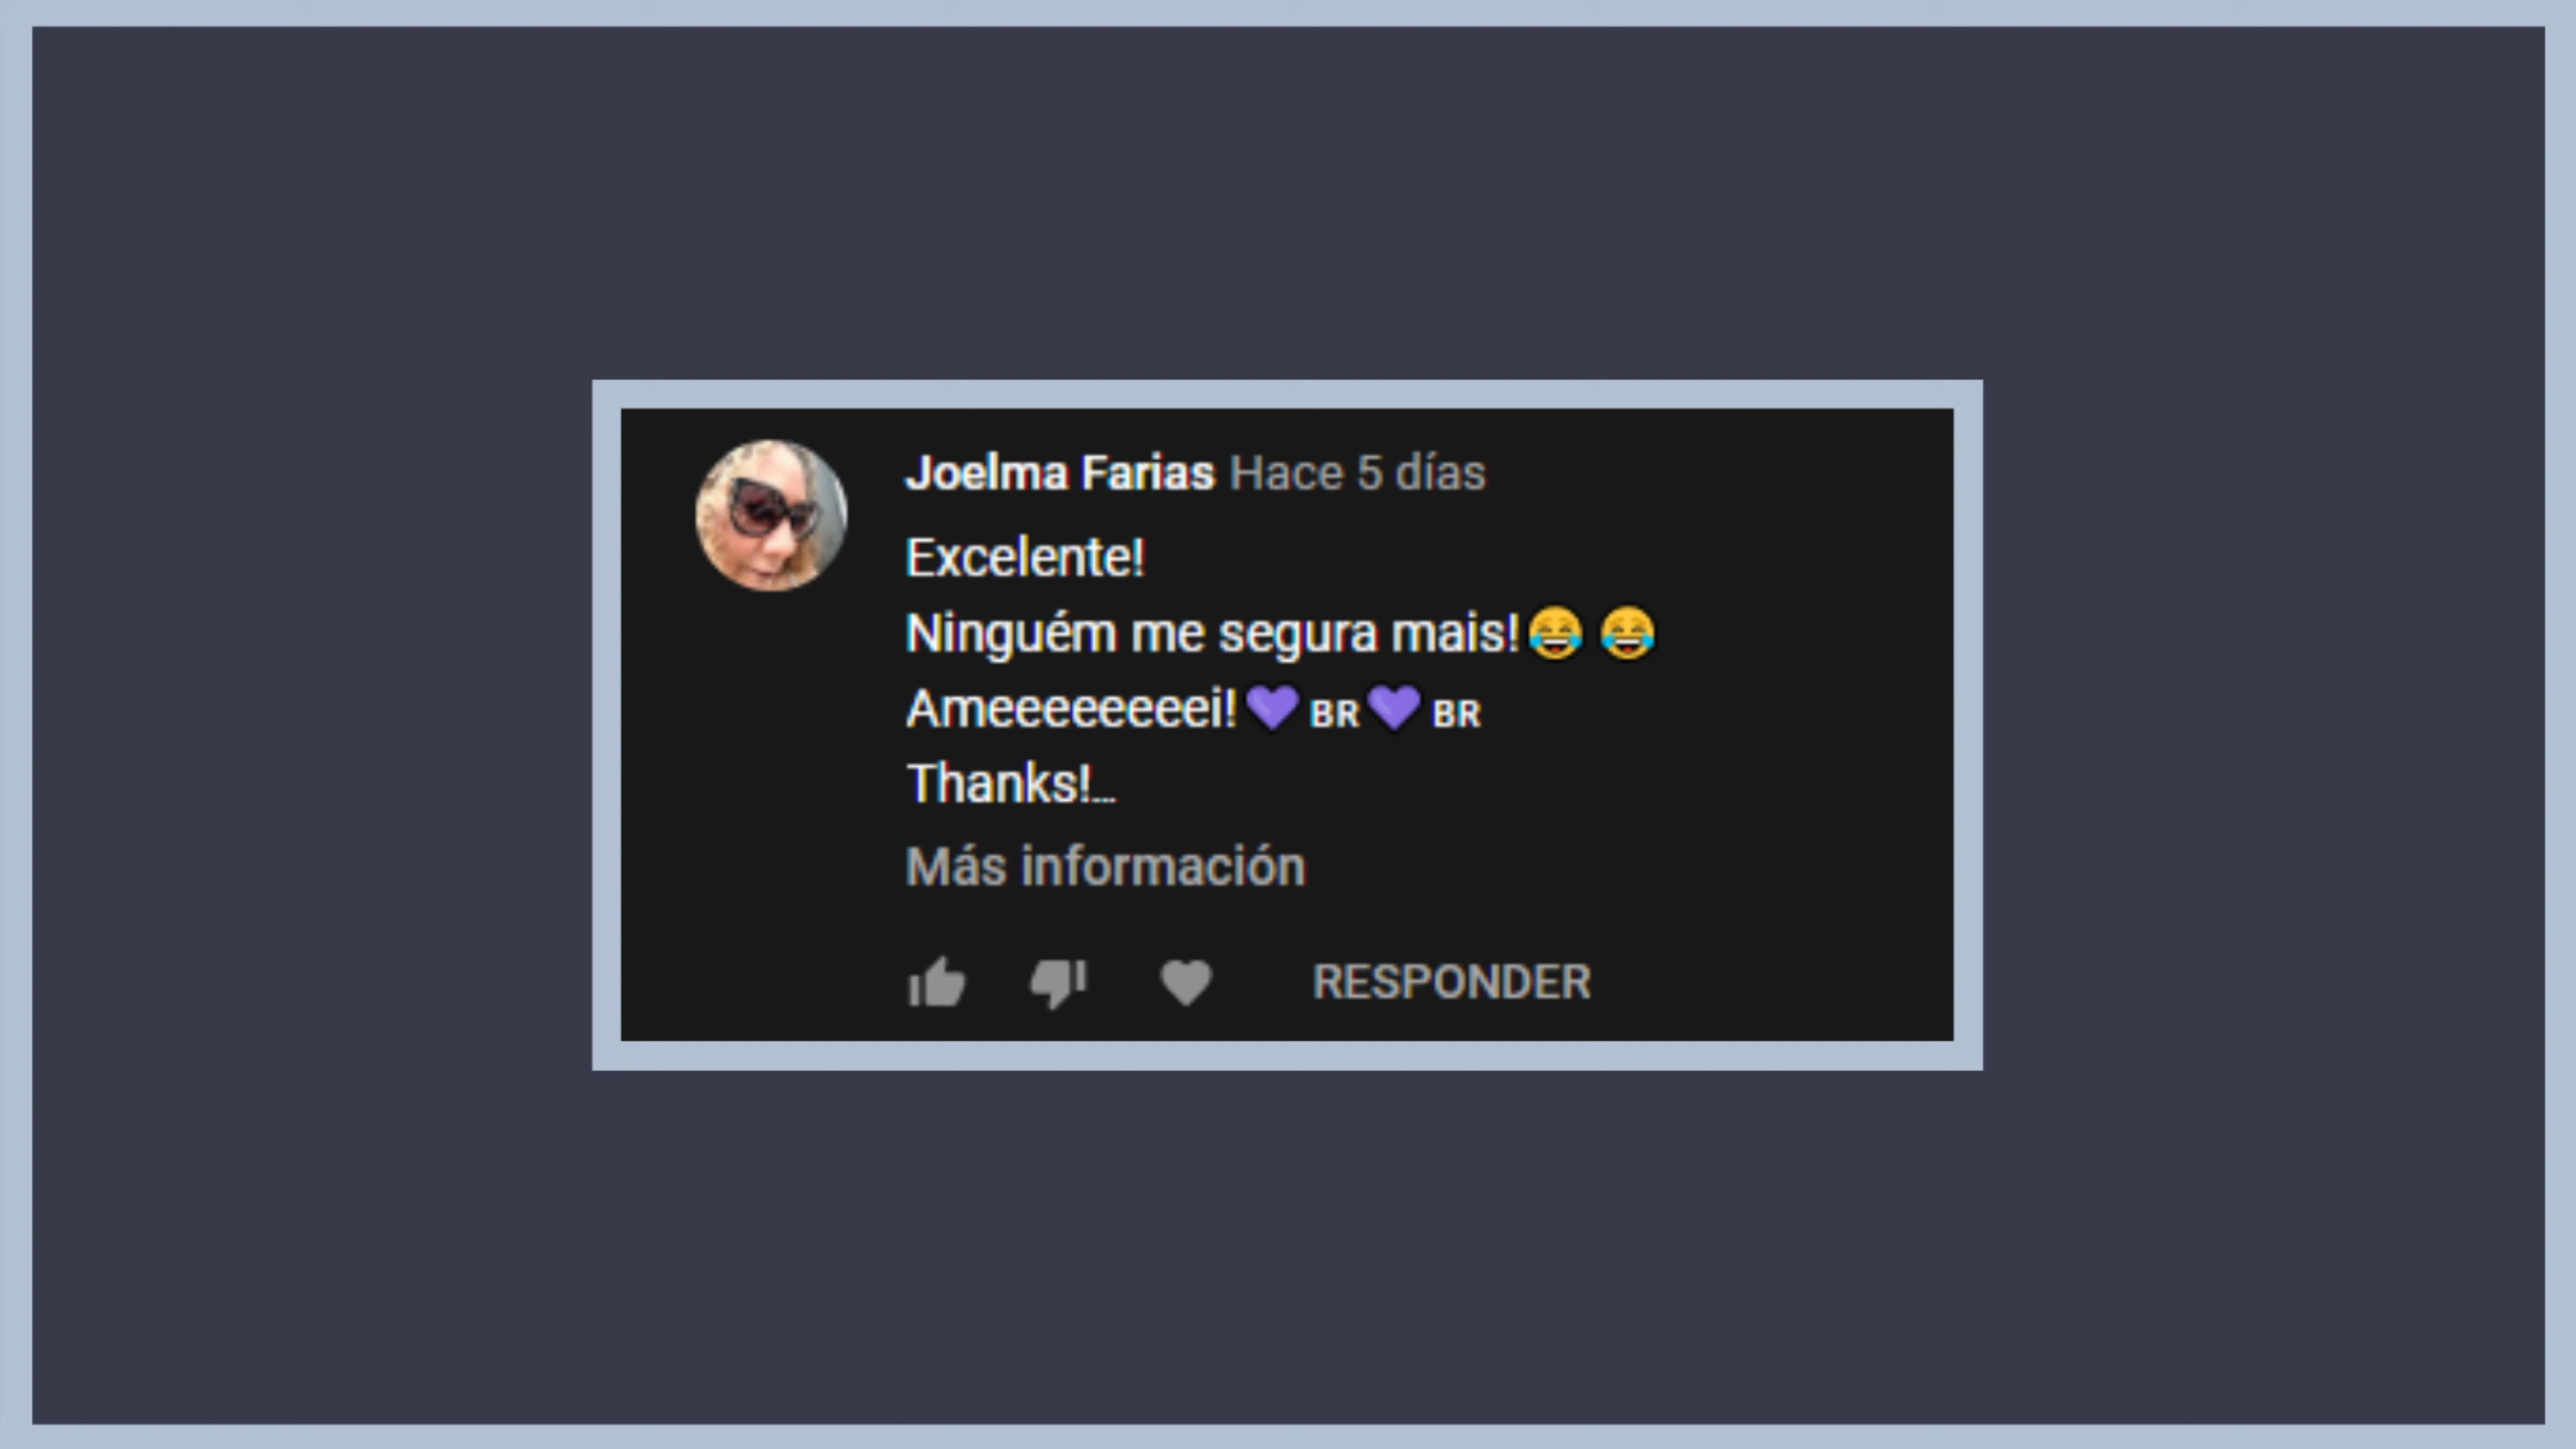 Joelma Farias Hace 5 días
Excelente!
Ninguém me segura mais!😂 😂
Ameeeeeeeei!💜 BR💜 BR
Thanks!...
Más información
RESPONDER